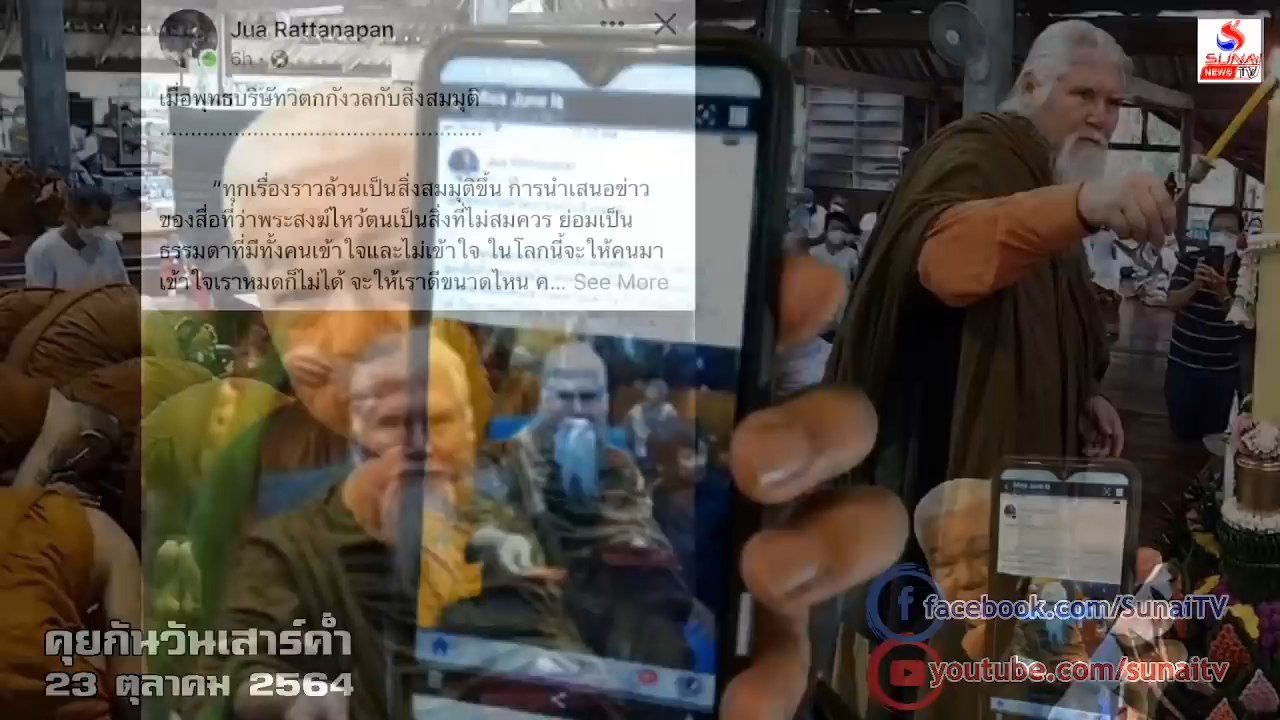 Jua Rattanapan
6h
เมื่อพุทธบริษัทวิตกกังวลกับสิ่งสมมุติ
"ทุกเรื่องราวล้วนเป็นสิ่งสมมุติขึ้น การนำเสนอข่าว
ของสื่อที่ว่าพระสงฆ์ไหว้ตนเป็นสิ่งที่ไม่สมควร ย่อมเป็น
ธรรมดาที่มีทั้งคนเข้าใจและไม่เข้าใจ ในโลกนี้จะให้คนมา
เข้าใจเราหมดก็ไม่ได้ จะให้เราดีขนาดไหน ค... See More
SUNAI
NEWS TV
คุยกันวันเสาร์ค่ำ
23 ตุลาคม 2564
facebook.com/SunaiTV
youtube.com/sunaitv